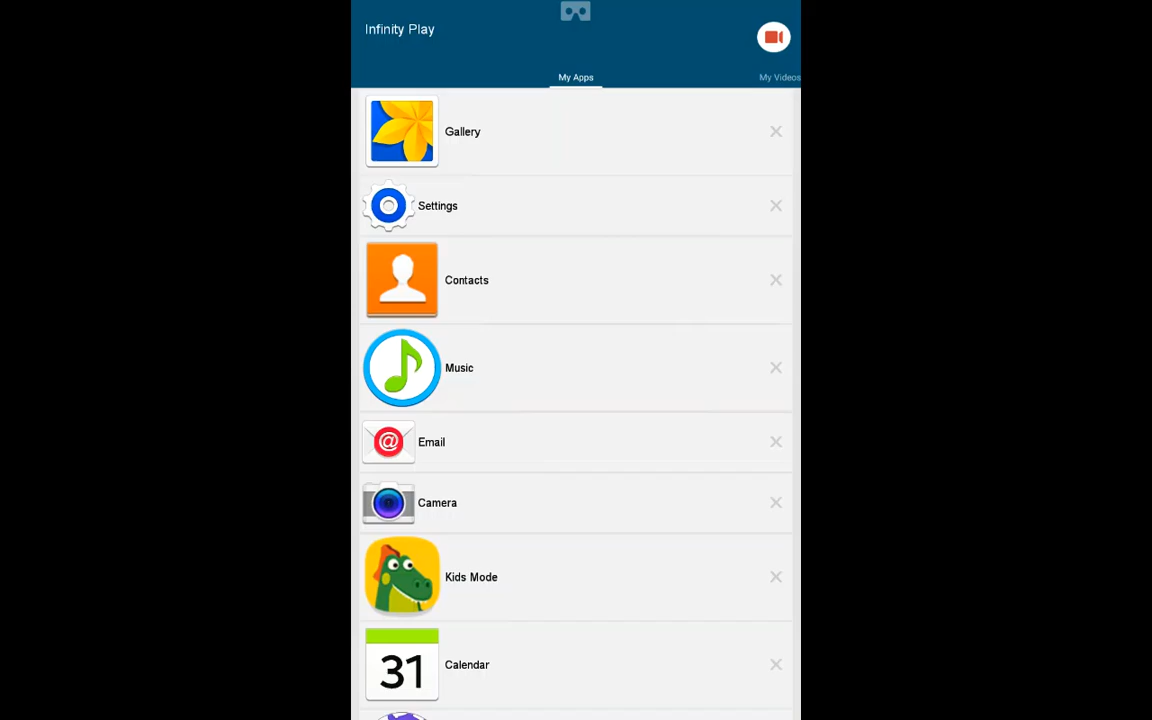 Infinity Play
My Apps
My Videos
Gallery
Settings
Contacts
Music
@
Email
Camera
Kids Mode
31
Calendar